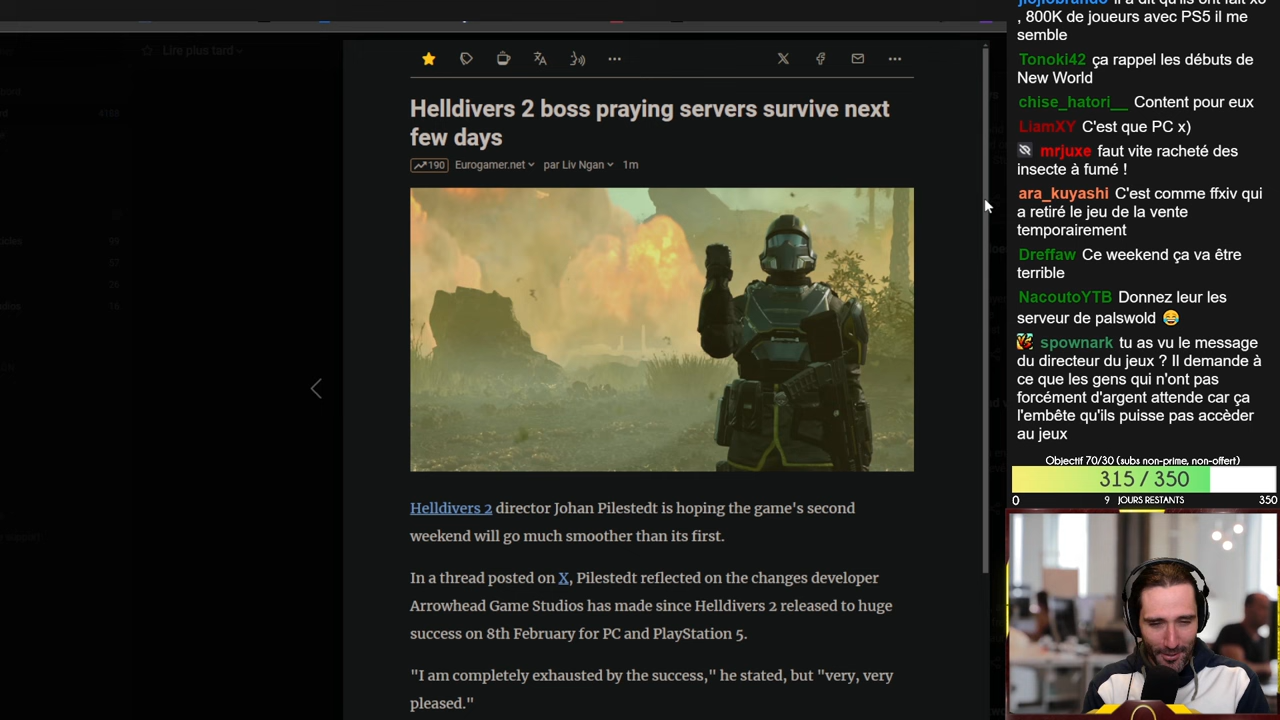 Lire plus tard
4188
99
57
26
16
Helldivers 2 boss praying servers survive next
few days
190 Eurogamer.net par Liv Ngan 1m
Helldivers 2 director Johan Pilestedt is hoping the game's second
weekend will go much smoother than its first.
In a thread posted on X, Pilestedt reflected on the changes developer
Arrowhead Game Studios has made since Helldivers 2 released to huge
success on 8th February for PC and PlayStation 5.
"I am completely exhausted by the success," he stated, but "very, very
pleased."
, 800K de joueurs avec PS5 il me
semble
Tonoki42 ça rappel les débuts de
New World
chise_hatori__ Content pour eux
LiamXY C'est que PC x)
mrjuxe faut vite racheté des
insecte à fumé !
ara_kuyashi C'est comme ffxiv qui
a retiré le jeu de la vente
temporairement
Dreffaw Ce weekend ça va être
terrible
NacoutoYTB Donnez leur les
serveur de palswold 😂
spownark tu as vu le message
du directeur du jeux ? Il demande à
ce que les gens qui n'ont pas
forcément d'argent attende car ça
l'embête qu'ils puisse pas accèder
au jeux
Objectif 70/30 (subs non-prime, non-offert)
315 / 350
0 9 JOURS RESTANTS 350